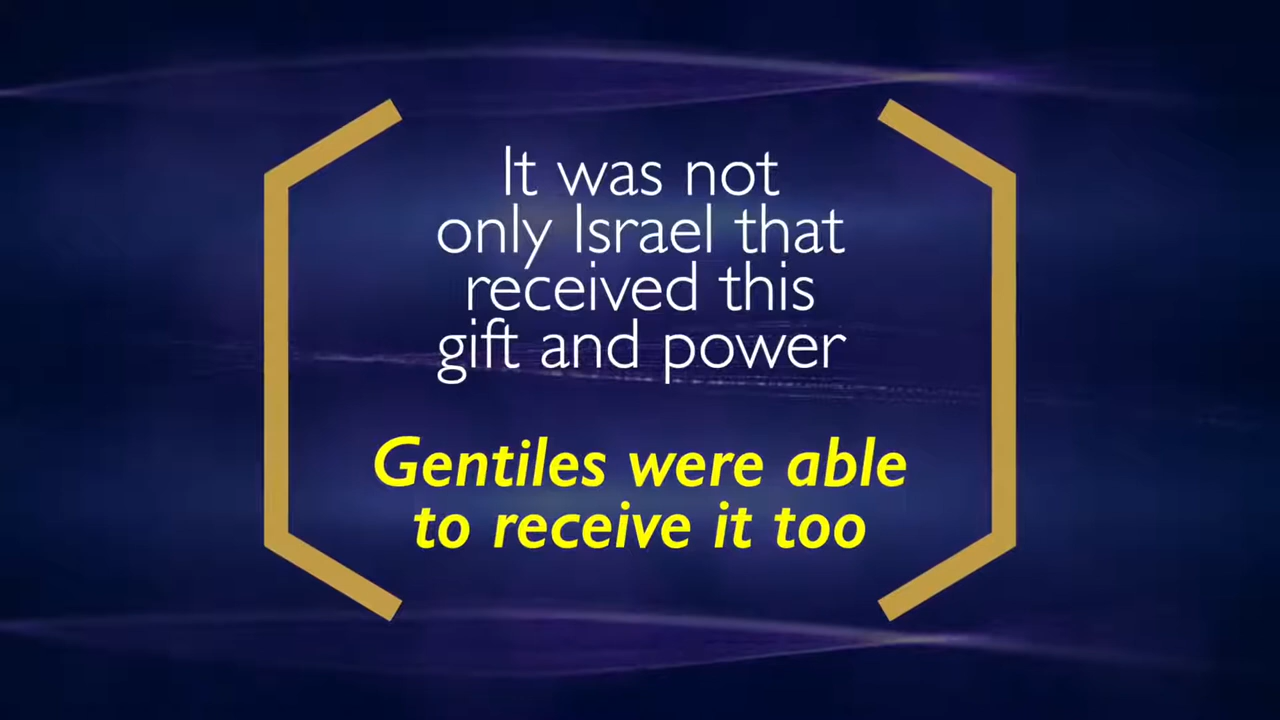 It was not
only Israel that
received this
gift and power
Gentiles were able
to receive it too